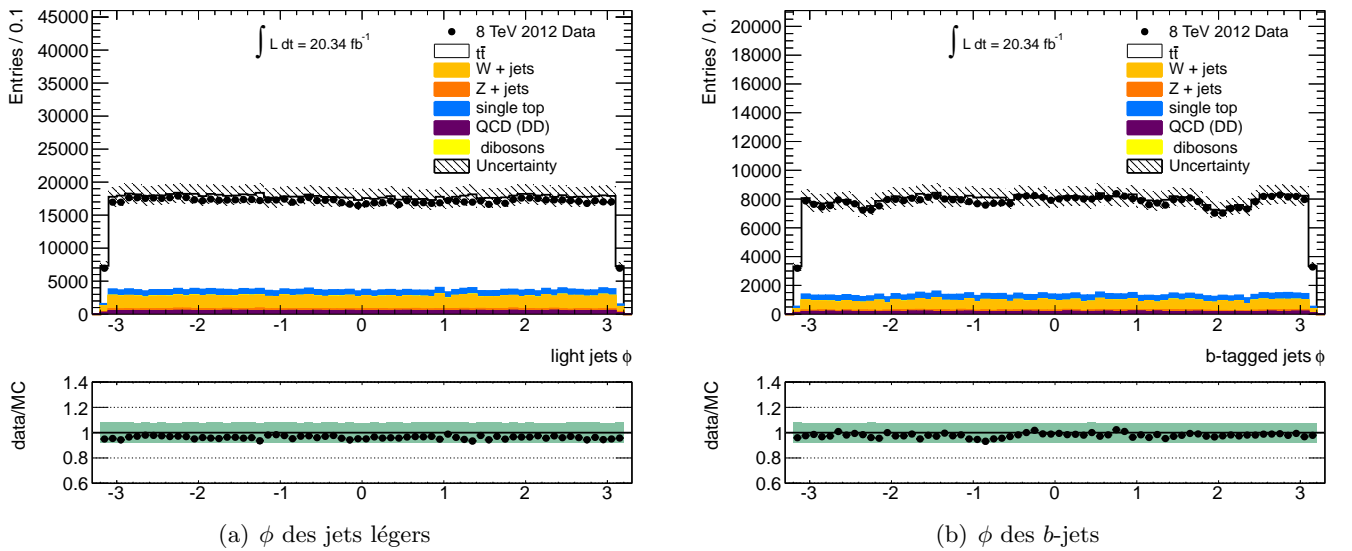 Entries / 0.1
45000
40000
35000
30000
25000
20000
15000
10000
5000
0
∫ L dt = 20.34 fb⁻¹
8 TeV 2012 Data
tt̄
W + jets
Z + jets
single top
QCD (DD)
dibosons
Uncertainty
-3 -2 -1 0 1 2 3
light jets ϕ
data/MC
1.4
1.2
1
0.8
0.6
-3 -2 -1 0 1 2 3
(a) ϕ des jets légers
Entries / 0.1
20000
18000
16000
14000
12000
10000
8000
6000
4000
2000
0
∫ L dt = 20.34 fb⁻¹
8 TeV 2012 Data
tt̄
W + jets
Z + jets
single top
QCD (DD)
dibosons
Uncertainty
-3 -2 -1 0 1 2 3
b-tagged jets ϕ
data/MC
1.4
1.2
1
0.8
0.6
-3 -2 -1 0 1 2 3
(b) ϕ des b-jets